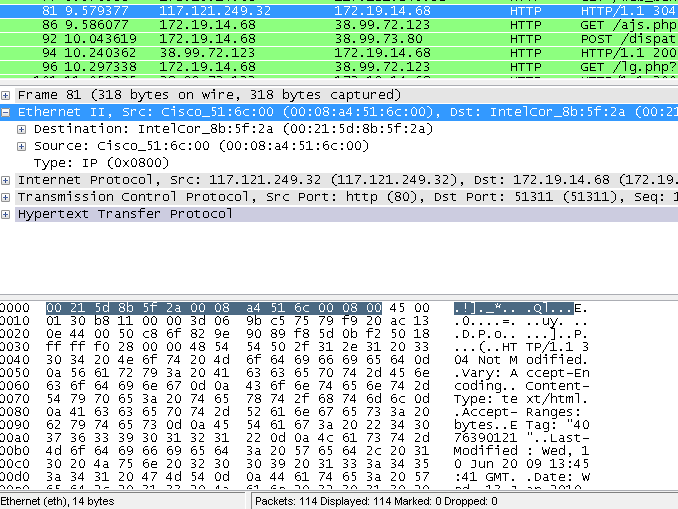 81 9.579377 117.121.249.32 172.19.14.68 HTTP HTTP/1.1 304
86 9.586077 172.19.14.68 38.99.72.123 HTTP GET /ajs.php
92 10.043619 172.19.14.68 38.99.73.80 HTTP POST /dispat
94 10.240362 38.99.72.123 172.19.14.68 HTTP HTTP/1.1 200
96 10.297338 172.19.14.68 38.99.72.123 HTTP GET /lg.php?
Frame 81 (318 bytes on wire, 318 bytes captured)
Ethernet II, Src: Cisco_51:6c:00 (00:08:a4:51:6c:00), Dst: IntelCor_8b:5f:2a (00:21
Destination: IntelCor_8b:5f:2a (00:21:5d:8b:5f:2a)
Source: Cisco_51:6c:00 (00:08:a4:51:6c:00)
Type: IP (0x0800)
Internet Protocol, Src: 117.121.249.32 (117.121.249.32), Dst: 172.19.14.68 (172.19.
Transmission Control Protocol, Src Port: http (80), Dst Port: 51311 (51311), Seq: 1
Hypertext Transfer Protocol
0000 00 21 5d 8b 5f 2a 00 08 a4 51 6c 00 08 00 45 00 .!]._*... .Ql...E.
0010 01 30 b8 11 00 00 3d 06 9b c5 75 79 f9 20 ac 13 .0....=. ..uy. ..
0020 0e 44 00 50 c8 6f 82 9e 90 89 f8 5d 0b f2 50 18 .D.P.o.. ...]..P.
0030 ff ff f0 28 00 00 48 54 54 50 2f 31 2e 31 20 33 ...(..HT TP/1.1 3
0040 30 34 20 4e 6f 74 20 4d 6f 64 69 66 69 65 64 0d 04 Not M odified.
0050 0a 56 61 72 79 3a 20 41 63 63 65 70 74 2d 45 6e .Vary: A ccept-En
0060 63 6f 64 69 6e 67 0d 0a 43 6f 6e 74 65 6e 74 2d coding.. Content-
0070 54 79 70 65 3a 20 74 65 78 74 2f 68 74 6d 6c 0d Type: te xt/html.
0080 0a 41 63 63 65 70 74 2d 52 61 6e 67 65 73 3a 20 .Accept- Ranges:
0090 62 79 74 65 73 0d 0a 45 54 61 67 3a 20 22 34 30 bytes..E Tag: "40
00a0 37 36 33 39 30 31 32 31 22 0d 0a 4c 61 73 74 2d 76390121 "..Last-
00b0 4d 6f 64 69 66 69 65 64 3a 20 57 65 64 2c 20 31 Modified : Wed, 1
00c0 30 20 4a 75 6e 20 32 30 30 39 20 31 33 3a 34 35 0 Jun 20 09 13:45
00d0 3a 34 31 20 47 4d 54 0d 0a 44 61 74 65 3a 20 57 :41 GMT. .Date: W
Ethernet (eth), 14 bytes Packets: 114 Displayed: 114 Marked: 0 Dropped: 0